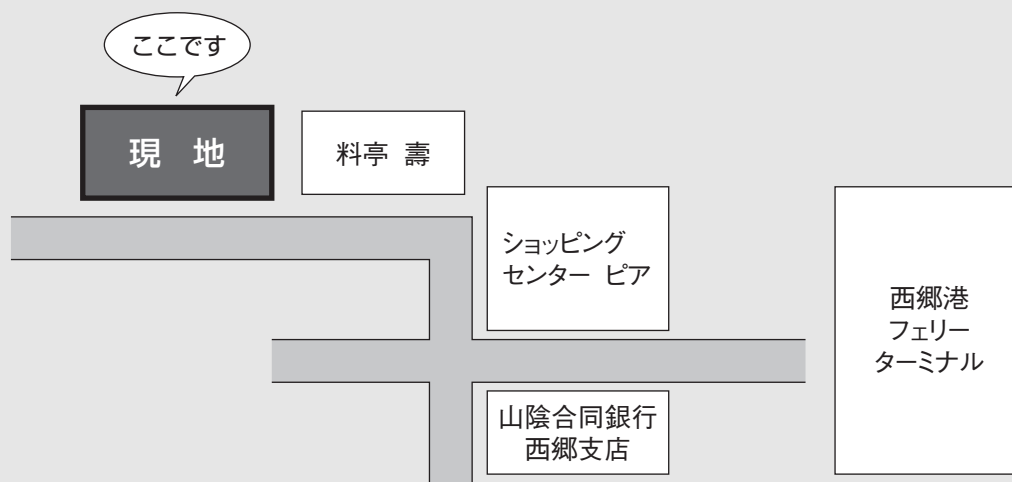 ここです
現 地
料亭 壽
ショッピング
センター ピア
西郷港
フェリー
ターミナル
山陰合同銀行
西郷支店